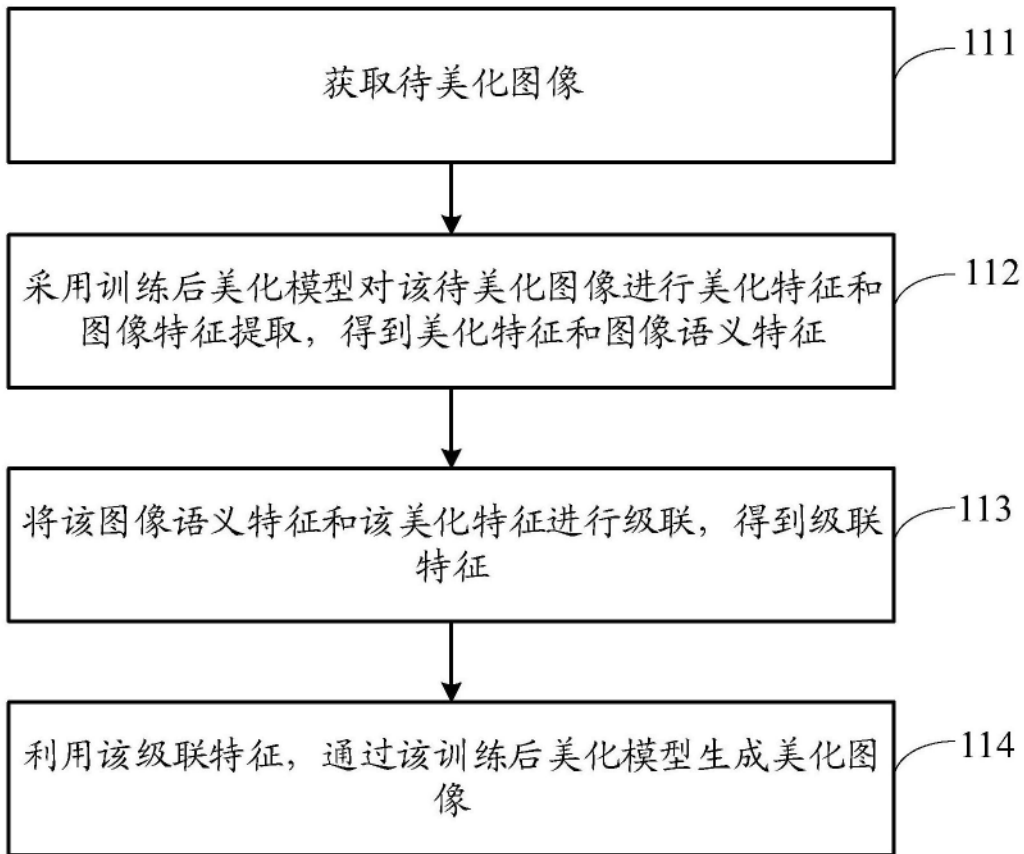 获取待美化图像
111
采用训练后美化模型对该待美化图像进行美化特征和
图像特征提取，得到美化特征和图像语义特征
112
将该图像语义特征和该美化特征进行级联，得到级联
特征
113
利用该级联特征，通过该训练后美化模型生成美化图
像
114